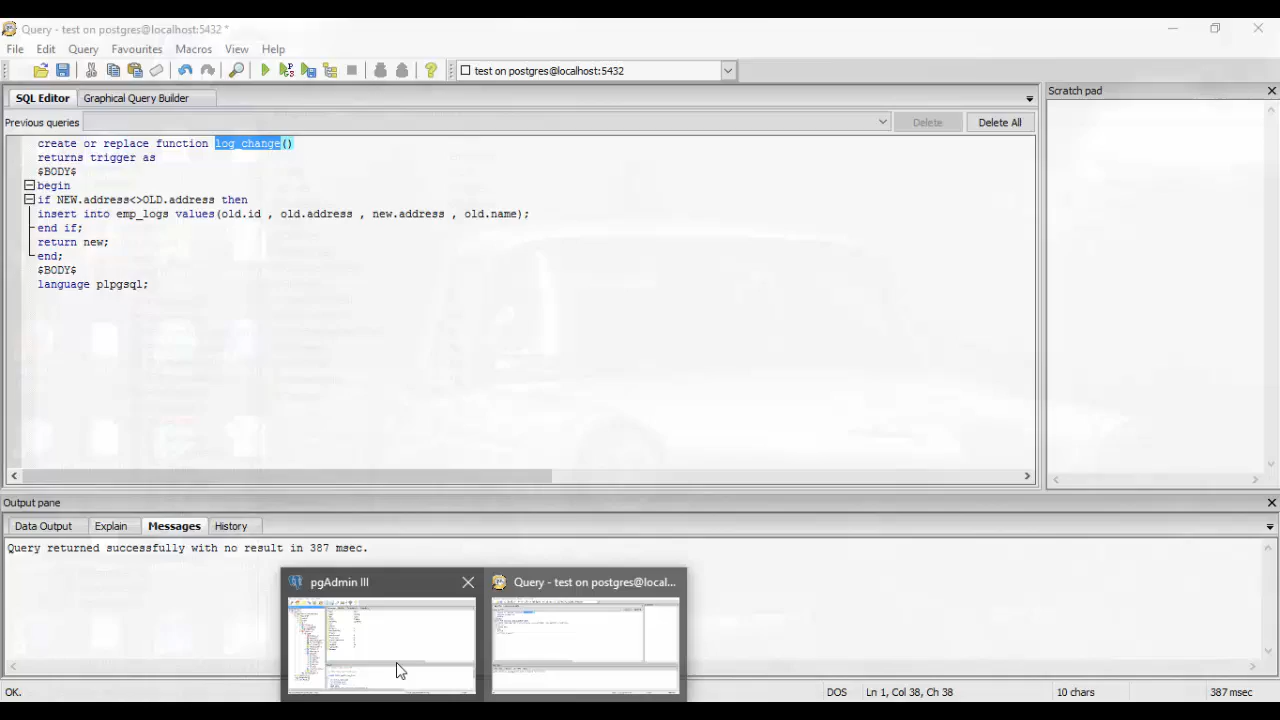 Query - test on postgres@localhost:5432 *
File Edit Query Favourites Macros View Help
test on postgres@localhost:5432
SQL Editor Graphical Query Builder
Scratch pad
Previous queries Delete Delete All
create or replace function log_change()
returns trigger as
$BODY$
begin
if NEW.address<>OLD.address then
insert into emp_logs values(old.id , old.address , new.address , old.name);
end if;
return new;
end;
$BODY$
language plpgsql;
Output pane
Data Output Explain Messages History
Query returned successfully with no result in 387 msec.
pgAdmin III
Query - test on postgres@local...
OK. DOS Ln 1, Col 38, Ch 38 10 chars 387 msec